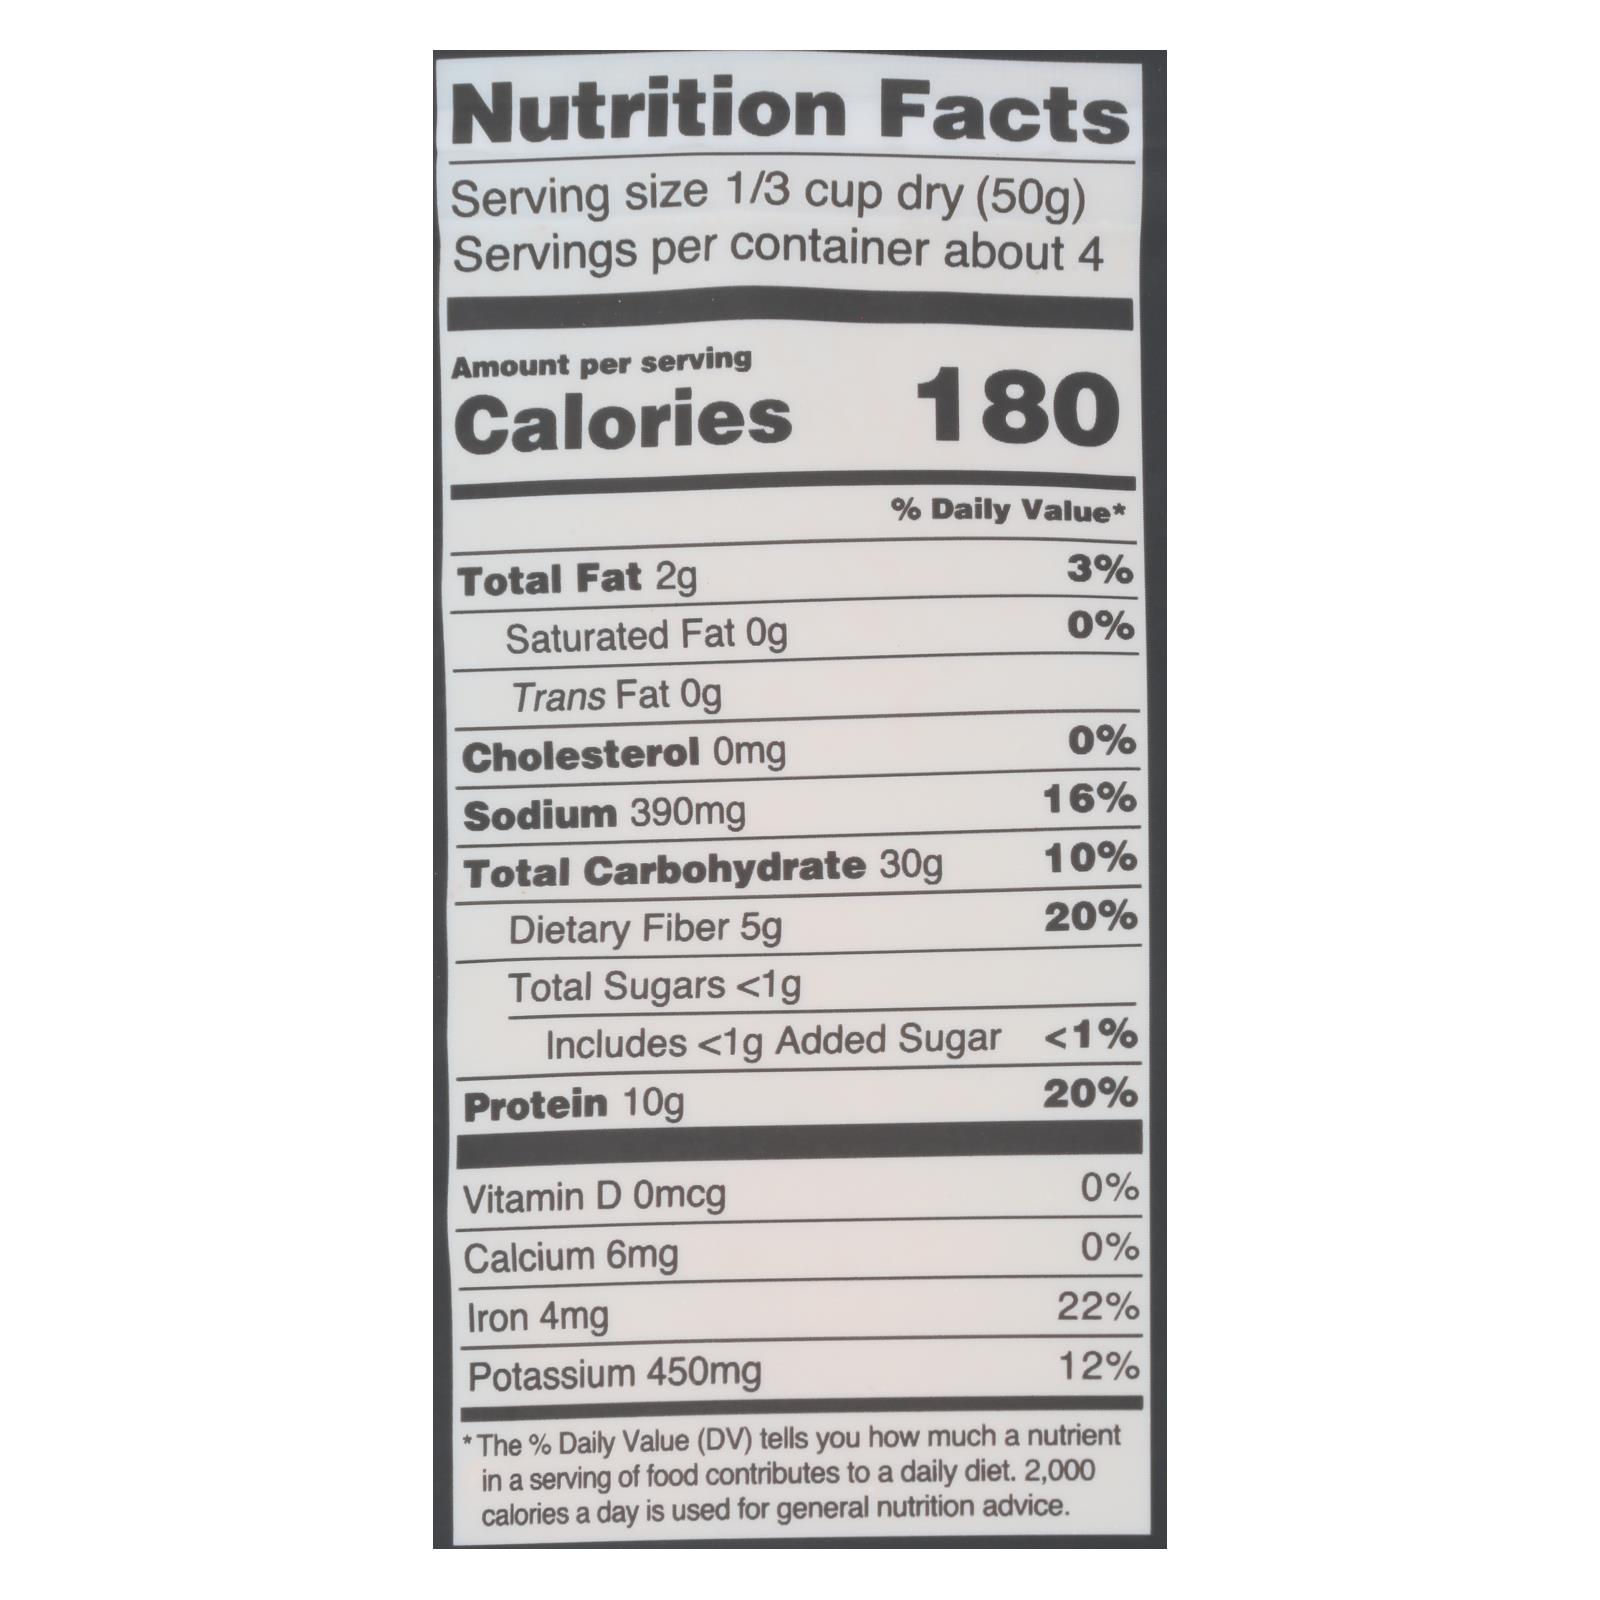 Nutrition Facts
Serving size 1/3 cup dry (50g)
Servings per container about 4
Amount per serving
Calories 180
% Daily Value*
Total Fat 2g 3%
Saturated Fat 0g 0%
Trans Fat 0g
Cholesterol 0mg 0%
Sodium 390mg 16%
Total Carbohydrate 30g 10%
Dietary Fiber 5g 20%
Total Sugars <1g
Includes <1g Added Sugar <1%
Protein 10g 20%
Vitamin D 0mcg 0%
Calcium 6mg 0%
Iron 4mg 22%
Potassium 450mg 12%
* The % Daily Value (DV) tells you how much a nutrient
in a serving of food contributes to a daily diet. 2,000
calories a day is used for general nutrition advice.